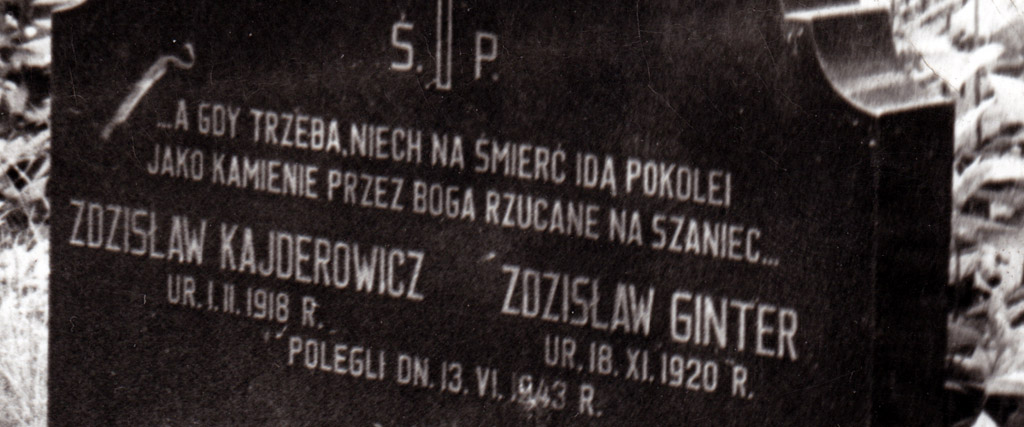 Ś. P.
...A GDY TRZEBA, NIECH NA ŚMIERĆ IDĄ POKOLEI
JAKO KAMIENIE PRZEZ BOGA RZUCANE NA SZANIEC...
ZDZISŁAW KAJDEROWICZ
UR. 1. II. 1918 R.
ZDZISŁAW GINTER
UR. 18. XI. 1920 R.
POLEGLI DN. 13. VI. 1943 R.